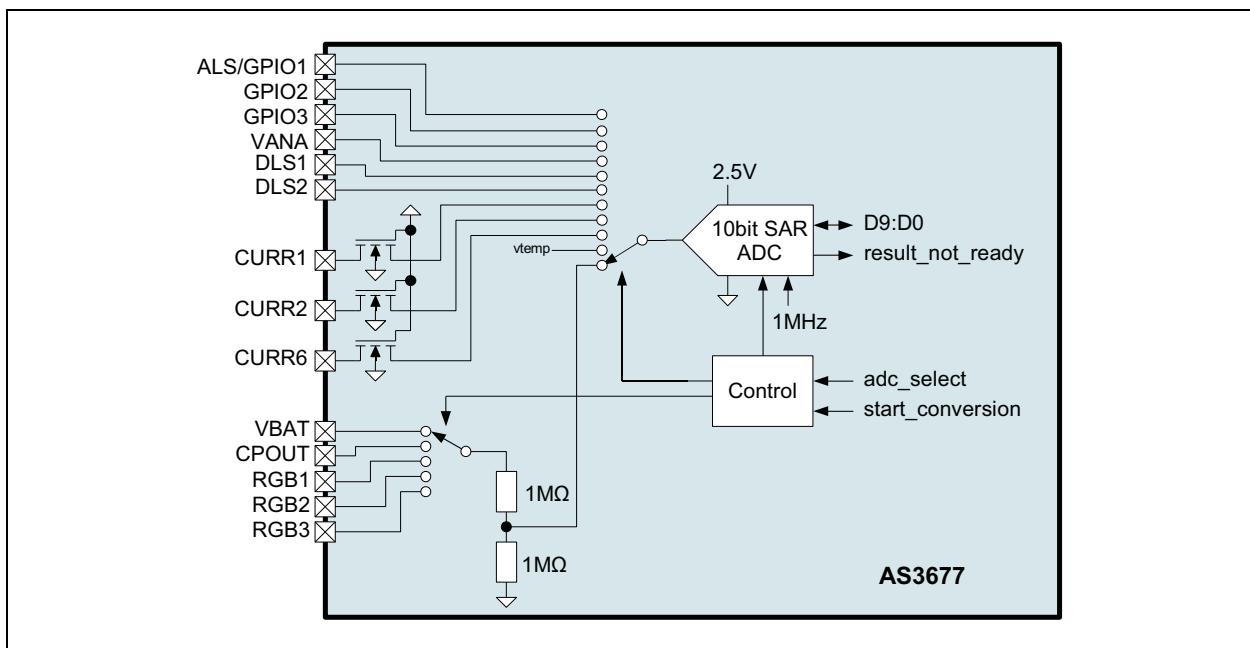 ALS/GPIO1
GPIO2
GPIO3
VANA
DLS1
DLS2
CURR1
CURR2
CURR6
VBAT
CPOUT
RGB1
RGB2
RGB3
vtemp
2.5V
10bit SAR
ADC
D9:D0
result_not_ready
1MHz
Control
adc_select
start_conversion
1MΩ
1MΩ
AS3677